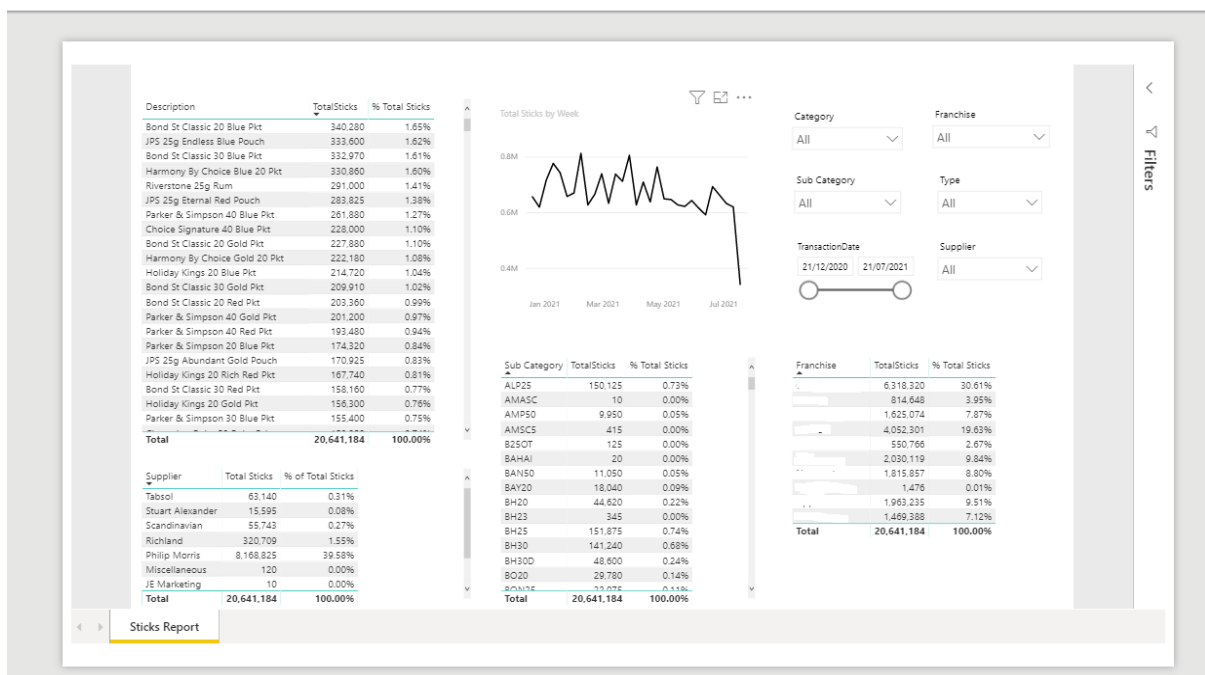 Description TotalSticks % Total Sticks
Bond St Classic 20 Blue Pkt 340,280 1.65%
JPS 25g Endless Blue Pouch 333,600 1.62%
Bond St Classic 30 Blue Pkt 332,970 1.61%
Harmony By Choice Blue 20 Pkt 330,860 1.60%
Riverstone 25g Rum 291,000 1.41%
JPS 25g Eternal Red Pouch 283,825 1.38%
Parker & Simpson 40 Blue Pkt 261,880 1.27%
Choice Signature 40 Blue Pkt 228,000 1.10%
Bond St Classic 20 Gold Pkt 227,880 1.10%
Harmony By Choice Gold 20 Pkt 222,180 1.08%
Holiday Kings 20 Blue Pkt 214,720 1.04%
Bond St Classic 30 Gold Pkt 209,910 1.02%
Bond St Classic 20 Red Pkt 203,360 0.99%
Parker & Simpson 40 Gold Pkt 201,200 0.97%
Parker & Simpson 40 Red Pkt 193,480 0.94%
Parker & Simpson 20 Blue Pkt 174,320 0.84%
JPS 25g Abundant Gold Pouch 170,925 0.83%
Holiday Kings 20 Rich Red Pkt 167,740 0.81%
Bond St Classic 30 Red Pkt 158,160 0.77%
Holiday Kings 20 Gold Pkt 156,300 0.76%
Parker & Simpson 30 Blue Pkt 155,400 0.75%
Total 20,641,184 100.00%
Total Sticks by Week
0.8M
0.6M
0.4M
Jan 2021 Mar 2021 May 2021 Jul 2021
Category
All
Franchise
All
Sub Category
All
Type
All
TransactionDate
21/12/2020 21/07/2021
Supplier
All
Filters
Supplier Total Sticks % of Total Sticks
Tabsol 63,140 0.31%
Stuart Alexander 15,595 0.08%
Scandinavian 55,743 0.27%
Richland 320,709 1.55%
Philip Morris 8,168,825 39.58%
Miscellaneous 120 0.00%
JE Marketing 10 0.00%
Total 20,641,184 100.00%
Sub Category TotalSticks % Total Sticks
ALP25 150,125 0.73%
AMASC 10 0.00%
AMP50 9,950 0.05%
AMSC5 415 0.00%
B25OT 125 0.00%
BAHAI 20 0.00%
BAN50 11,050 0.05%
BAY20 18,040 0.09%
BH20 44,620 0.22%
BH23 345 0.00%
BH25 151,875 0.74%
BH30 141,240 0.68%
BH30D 48,600 0.24%
BO20 29,780 0.14%
Total 20,641,184 100.00%
Franchise TotalSticks % Total Sticks
6,318,320 30.61%
814,648 3.95%
1,625,074 7.87%
4,052,301 19.63%
550,766 2.67%
2,030,119 9.84%
1,815,857 8.80%
1,476 0.01%
1,963,235 9.51%
1,469,388 7.12%
Total 20,641,184 100.00%
Sticks Report